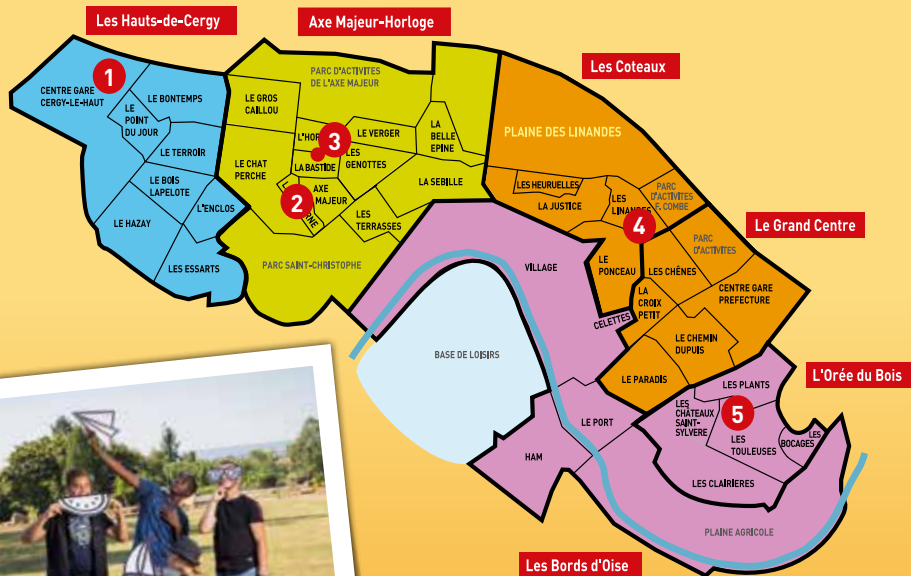 Les Hauts-de-Cergy
Axe Majeur-Horloge
Les Coteaux
Le Grand Centre
L'Orée du Bois
Les Bords d'Oise
1
CENTRE GARE
CERGY-LE-HAUT
LE BONTEMPS
LE
POINT
DU JOUR
LE TERROIR
LE BOIS
LAPELOTE
L'ENCLOS
LE HAZAY
LES ESSARTS
PARC D'ACTIVITES
DE L'AXE MAJEUR
LE GROS
CAILLOU
3
LE VERGER
LA
BELLE
EPINE
LES
GENOTTES
LA BASTIDE
LE CHAT
PERCHE
2
AXE
MAJEUR
LA SEBILLE
LES
TERRASSES
PARC SAINT-CHRISTOPHE
PLAINE DES LINANDES
LES HEURUELLES
LA JUSTICE
LES
LINANDES
PARC
D'ACTIVITES
F. COMBE
4
LE
PONCEAU
LES CHÊNES
PARC
D'ACTIVITES
LA
CROIX
PETIT
CENTRE GARE
PREFECTURE
LE CHEMIN
DUPUIS
LE PARADIS
VILLAGE
CELETTES
BASE DE LOISIRS
LES PLANTS
LES
CHÂTEAUX
SAINT-
SYLVERE
5
LES
TOULEUSES
LES
BOCAGES
LE PORT
HAM
LES CLAIRIERES
PLAINE AGRICOLE